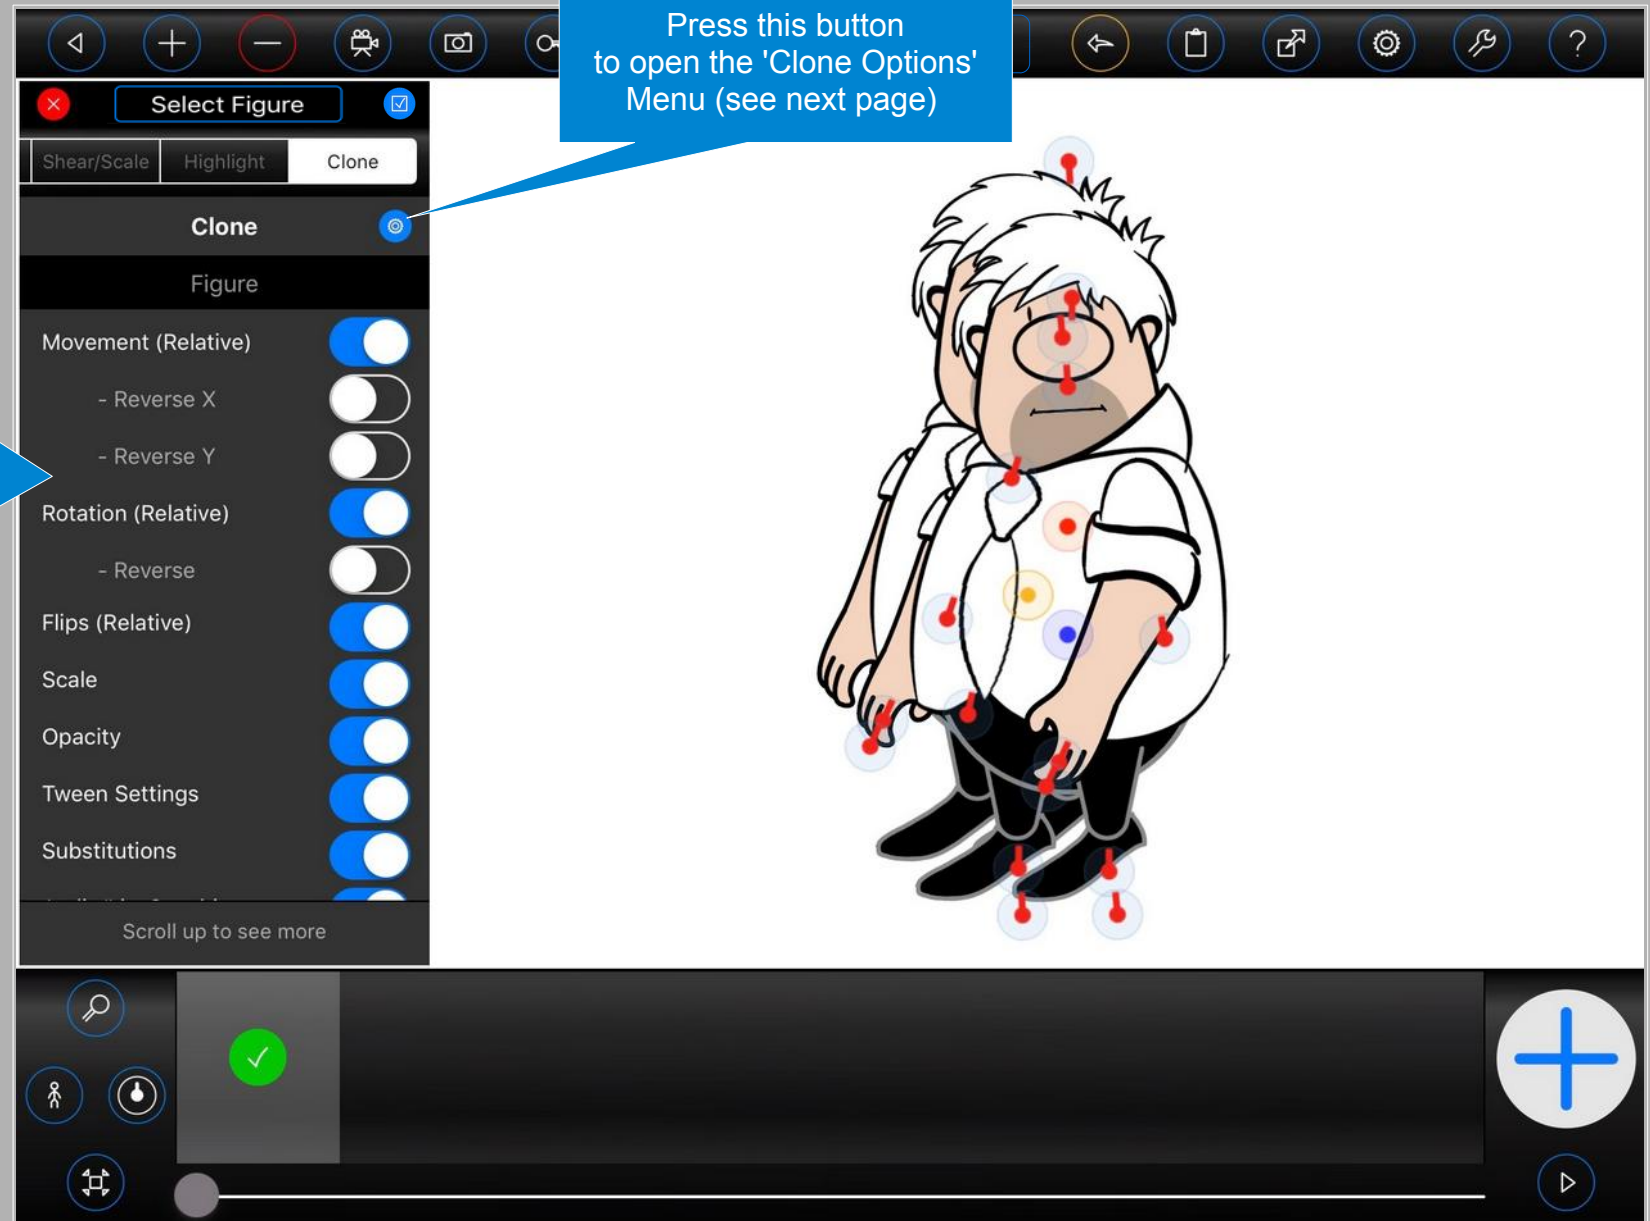 Press this button
to open the 'Clone Options'
Menu (see next page)
Select Figure
Shear/Scale Highlight Clone
Clone
Figure
Movement (Relative)
- Reverse X
- Reverse Y
Rotation (Relative)
- Reverse
Flips (Relative)
Scale
Opacity
Tween Settings
Substitutions
Scroll up to see more